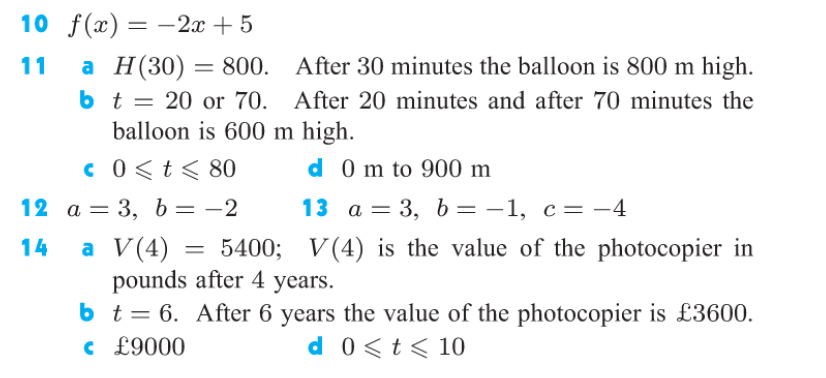 10 f(x) = −2x + 5
11 a H(30) = 800. After 30 minutes the balloon is 800 m high.
b t = 20 or 70. After 20 minutes and after 70 minutes the
balloon is 600 m high.
c 0 ⩽ t ⩽ 80 d 0 m to 900 m
12 a = 3, b = −2 13 a = 3, b = −1, c = −4
14 a V(4) = 5400; V(4) is the value of the photocopier in
pounds after 4 years.
b t = 6. After 6 years the value of the photocopier is £3600.
c £9000 d 0 ⩽ t ⩽ 10